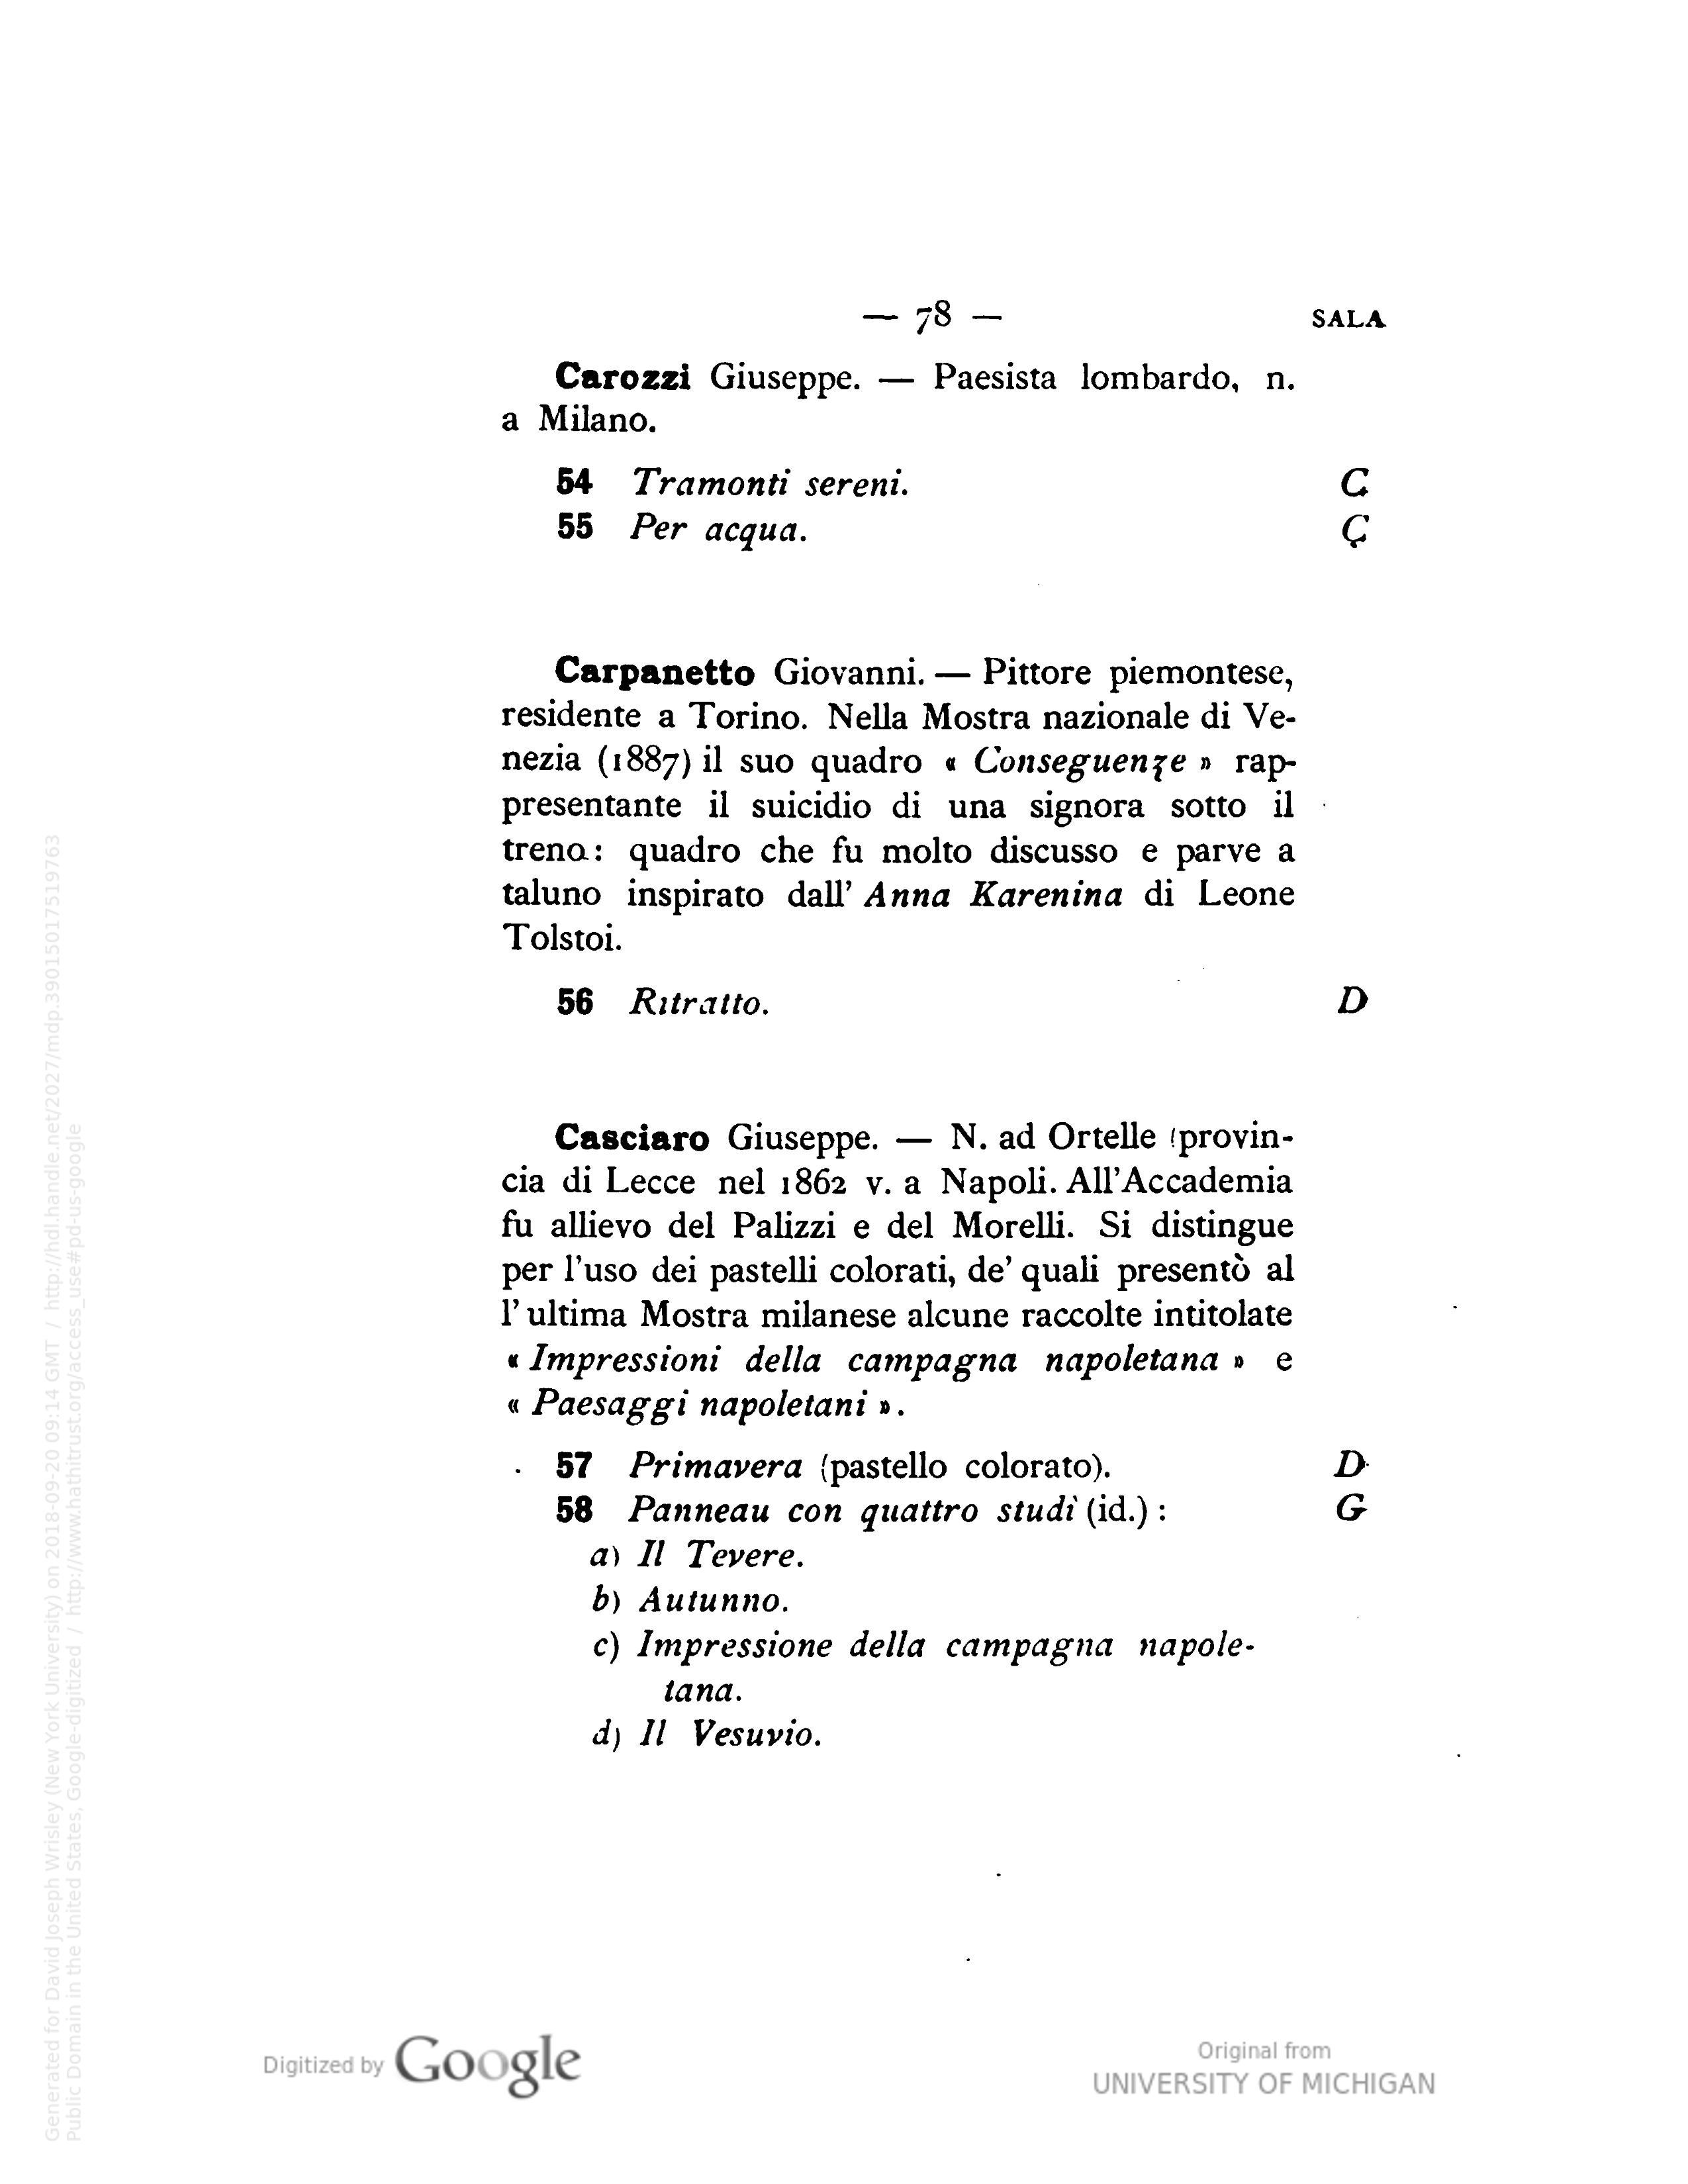 — 78 — SALA
Carozzi Giuseppe. — Paesista lombardo, n.
a Milano.
54 Tramonti sereni. C
55 Per acqua. C
Carpanetto Giovanni. — Pittore piemontese,
residente a Torino. Nella Mostra nazionale di Ve-
nezia (1887) il suo quadro « Conseguenze » rap-
presentante il suicidio di una signora sotto il
treno: quadro che fu molto discusso e parve a
taluno inspirato dall' Anna Karenina di Leone
Tolstoi.
56 Ritratto. D
Casciaro Giuseppe. — N. ad Ortelle (provin-
cia di Lecce nel 1862 v. a Napoli. All'Accademia
fu allievo del Palizzi e del Morelli. Si distingue
per l'uso dei pastelli colorati, de' quali presentò al
l'ultima Mostra milanese alcune raccolte intitolate
« Impressioni della campagna napoletana » e
« Paesaggi napoletani ».
57 Primavera (pastello colorato). D
58 Panneau con quattro studi (id.) : G
a) Il Tevere.
b) Autunno.
c) Impressione della campagna napole-
tana.
d) Il Vesuvio.
Generated for David Joseph Wrisley (New York University) on 2018-09-20 09:14 GMT / http://hdl.handle.net/2027/mdp.39015017519763
Public Domain in the United States, Google-digitized / http://www.hathitrust.org/access_use#pd-us-google
Digitized by Google
Original from
UNIVERSITY OF MICHIGAN